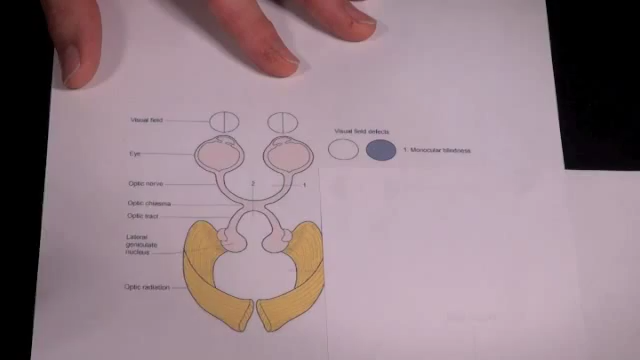 Visual field
Visual field defects
Eye
1. Monocular blindness
Optic nerve
2
1
Optic chiasma
Optic tract
Lateral
geniculate
nucleus
Optic radiation